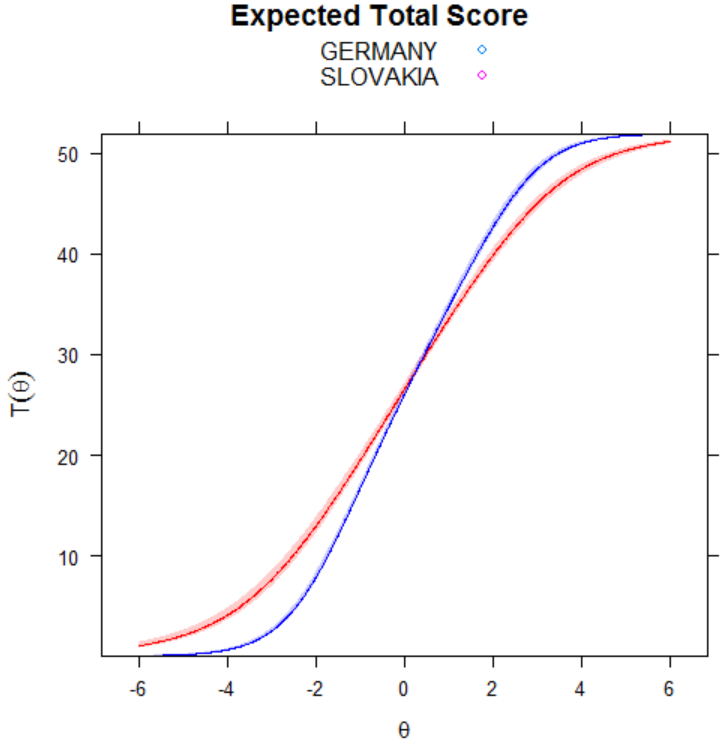 Expected Total Score
GERMANY
SLOVAKIA
50
40
30
20
10
T(θ)
-6 -4 -2 0 2 4 6
θ